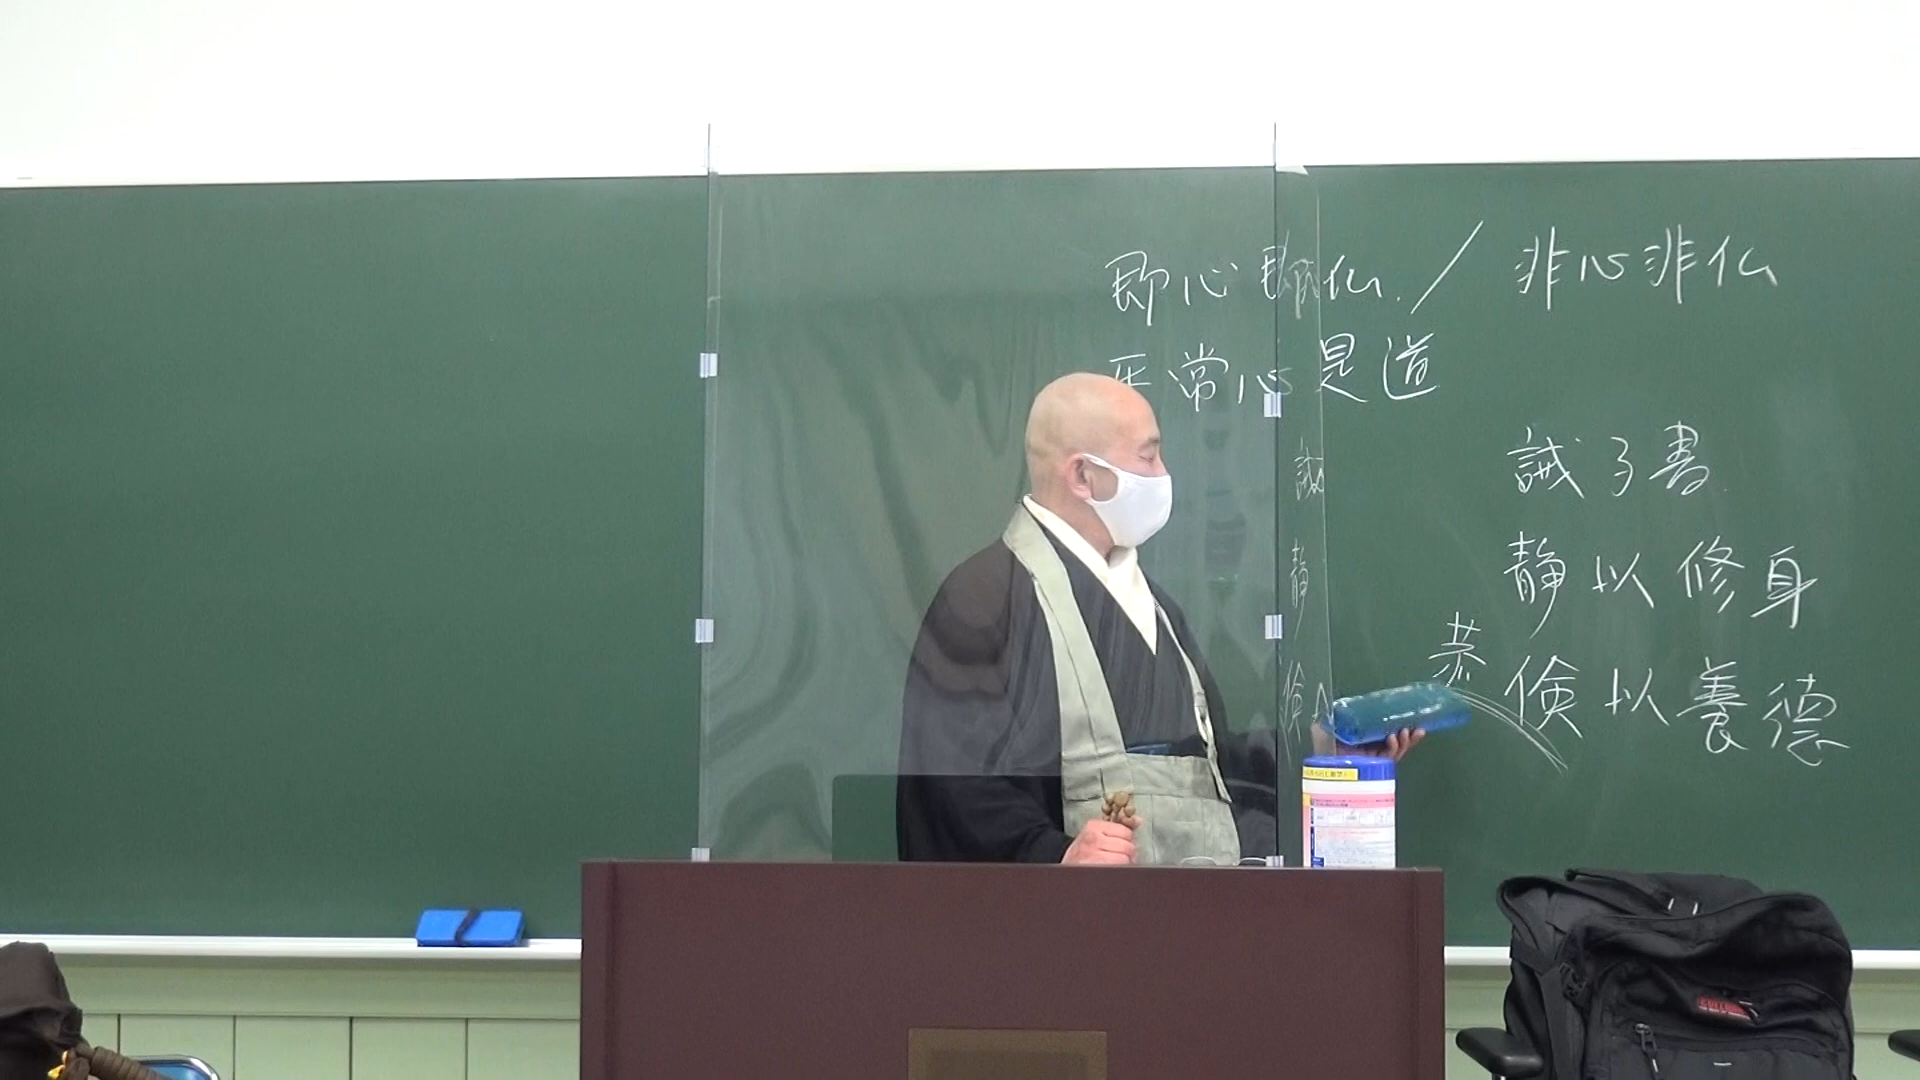 即心即仏./ 非心非仏
平常心是道
誡子書
静以修身
恭
倹以養徳